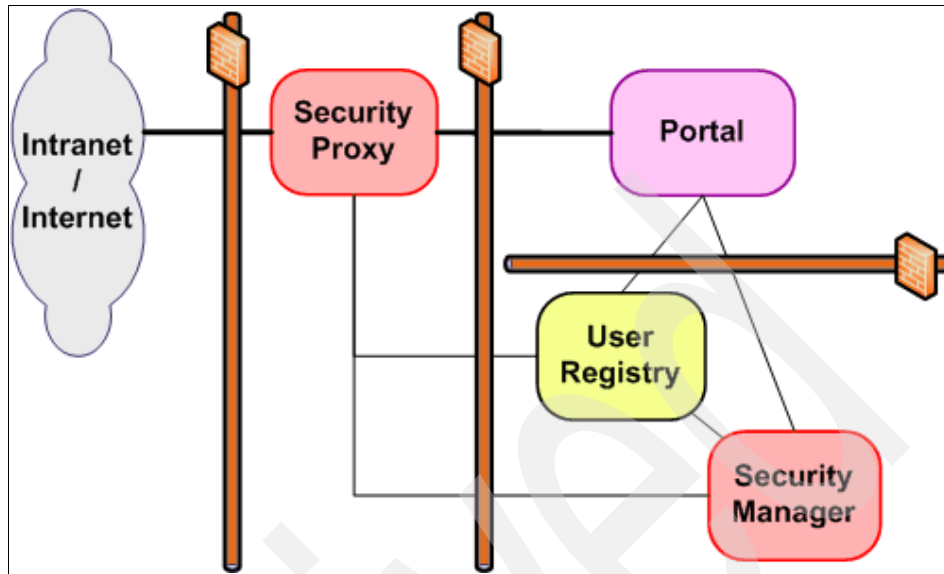 Intranet
/
Internet
Security
Proxy
Portal
User
Registry
Security
Manager